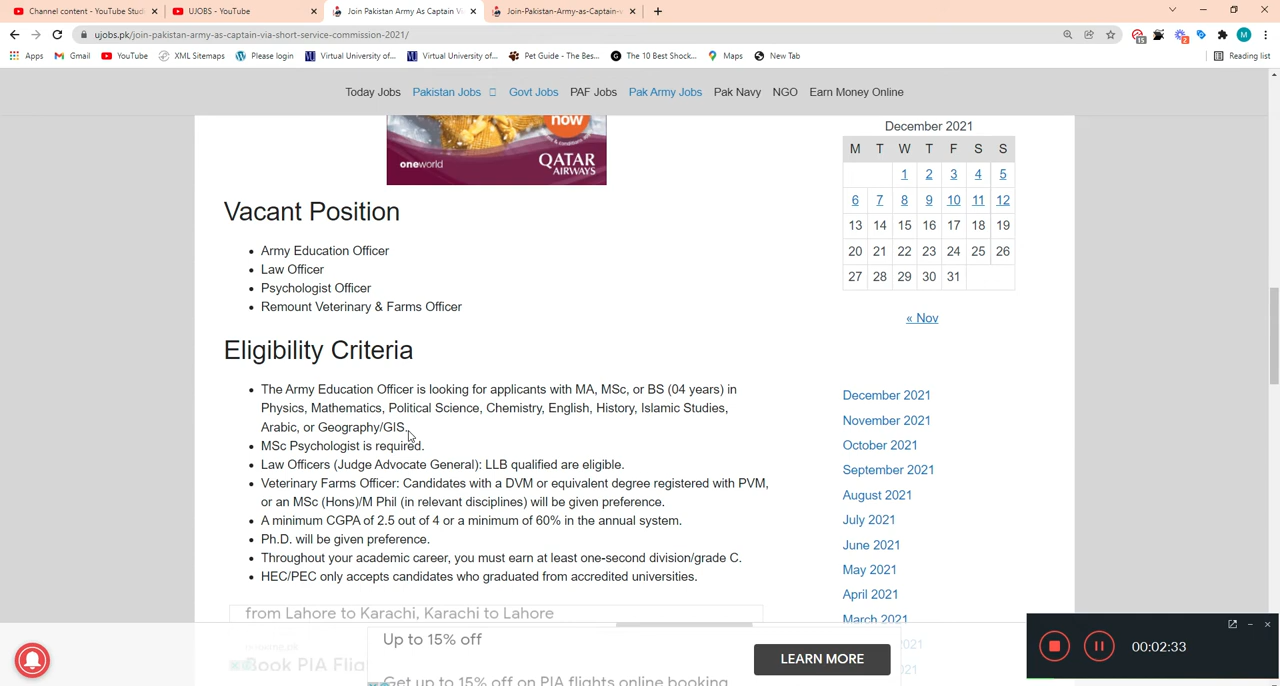 Channel content - YouTube Stud
UJOBS - YouTube
Join Pakistan Army As Captain V
Join-Pakistan-Army-as-Captain-
ujobs.pk/join-pakistan-army-as-captain-via-short-service-commission-2021/
Apps Gmail YouTube XML Sitemaps Please login Virtual University of... Virtual University of... Pet Guide - The Bes... The 10 Best Shock... Maps New Tab Reading list
Today Jobs Pakistan Jobs Govt Jobs PAF Jobs Pak Army Jobs Pak Navy NGO Earn Money Online
now
oneworld QATAR AIRWAYS
Vacant Position
• Army Education Officer
• Law Officer
• Psychologist Officer
• Remount Veterinary & Farms Officer
Eligibility Criteria
• The Army Education Officer is looking for applicants with MA, MSc, or BS (04 years) in
Physics, Mathematics, Political Science, Chemistry, English, History, Islamic Studies,
Arabic, or Geography/GIS.
• MSc Psychologist is required.
• Law Officers (Judge Advocate General): LLB qualified are eligible.
• Veterinary Farms Officer: Candidates with a DVM or equivalent degree registered with PVM,
or an MSc (Hons)/M Phil (in relevant disciplines) will be given preference.
• A minimum CGPA of 2.5 out of 4 or a minimum of 60% in the annual system.
• Ph.D. will be given preference.
• Throughout your academic career, you must earn at least one-second division/grade C.
• HEC/PEC only accepts candidates who graduated from accredited universities.
from Lahore to Karachi, Karachi to Lahore
Book PIA Flig
Up to 15% off
Get up to 15% off on PIA flights online booking
LEARN MORE
December 2021
M T W T F S S
1 2 3 4 5
6 7 8 9 10 11 12
13 14 15 16 17 18 19
20 21 22 23 24 25 26
27 28 29 30 31
« Nov
December 2021
November 2021
October 2021
September 2021
August 2021
July 2021
June 2021
May 2021
April 2021
March 2021
00:02:33